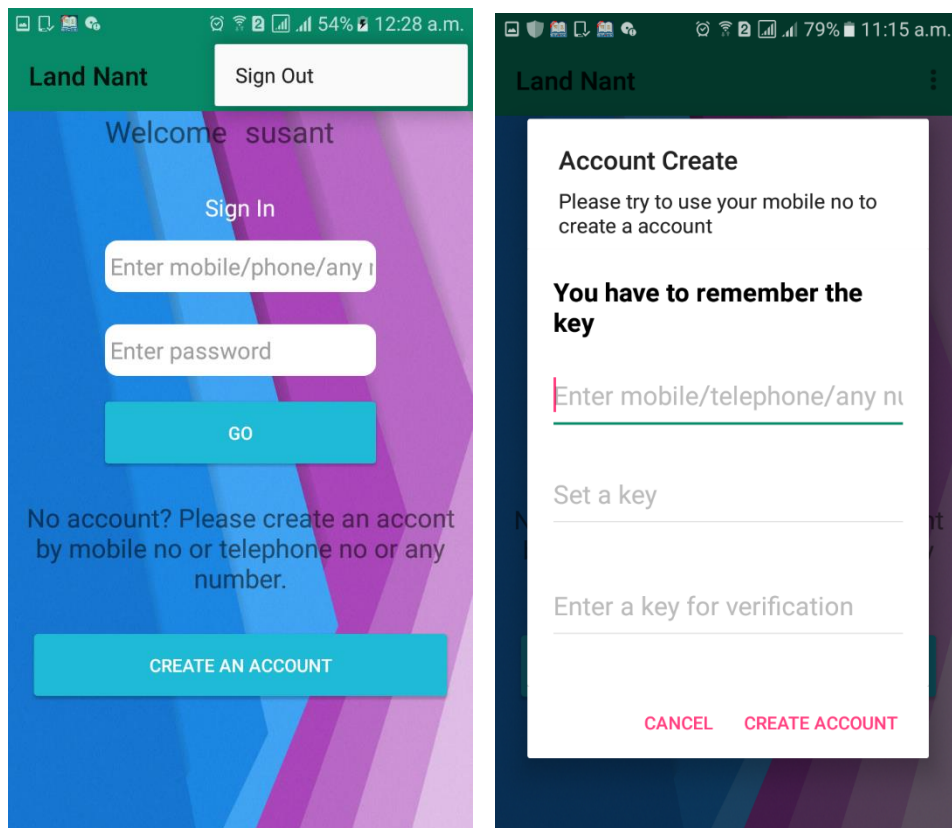 54% 12:28 a.m.
Land Nant
Sign Out
Welcome susant
Sign In
Enter mobile/phone/any
Enter password
GO
No account? Please create an accont
by mobile no or telephone no or any
number.
CREATE AN ACCOUNT
79% 11:15 a.m.
Land Nant
Account Create
Please try to use your mobile no to
create a account
You have to remember the
key
Enter mobile/telephone/any
Set a key
Enter a key for verification
CANCEL CREATE ACCOUNT